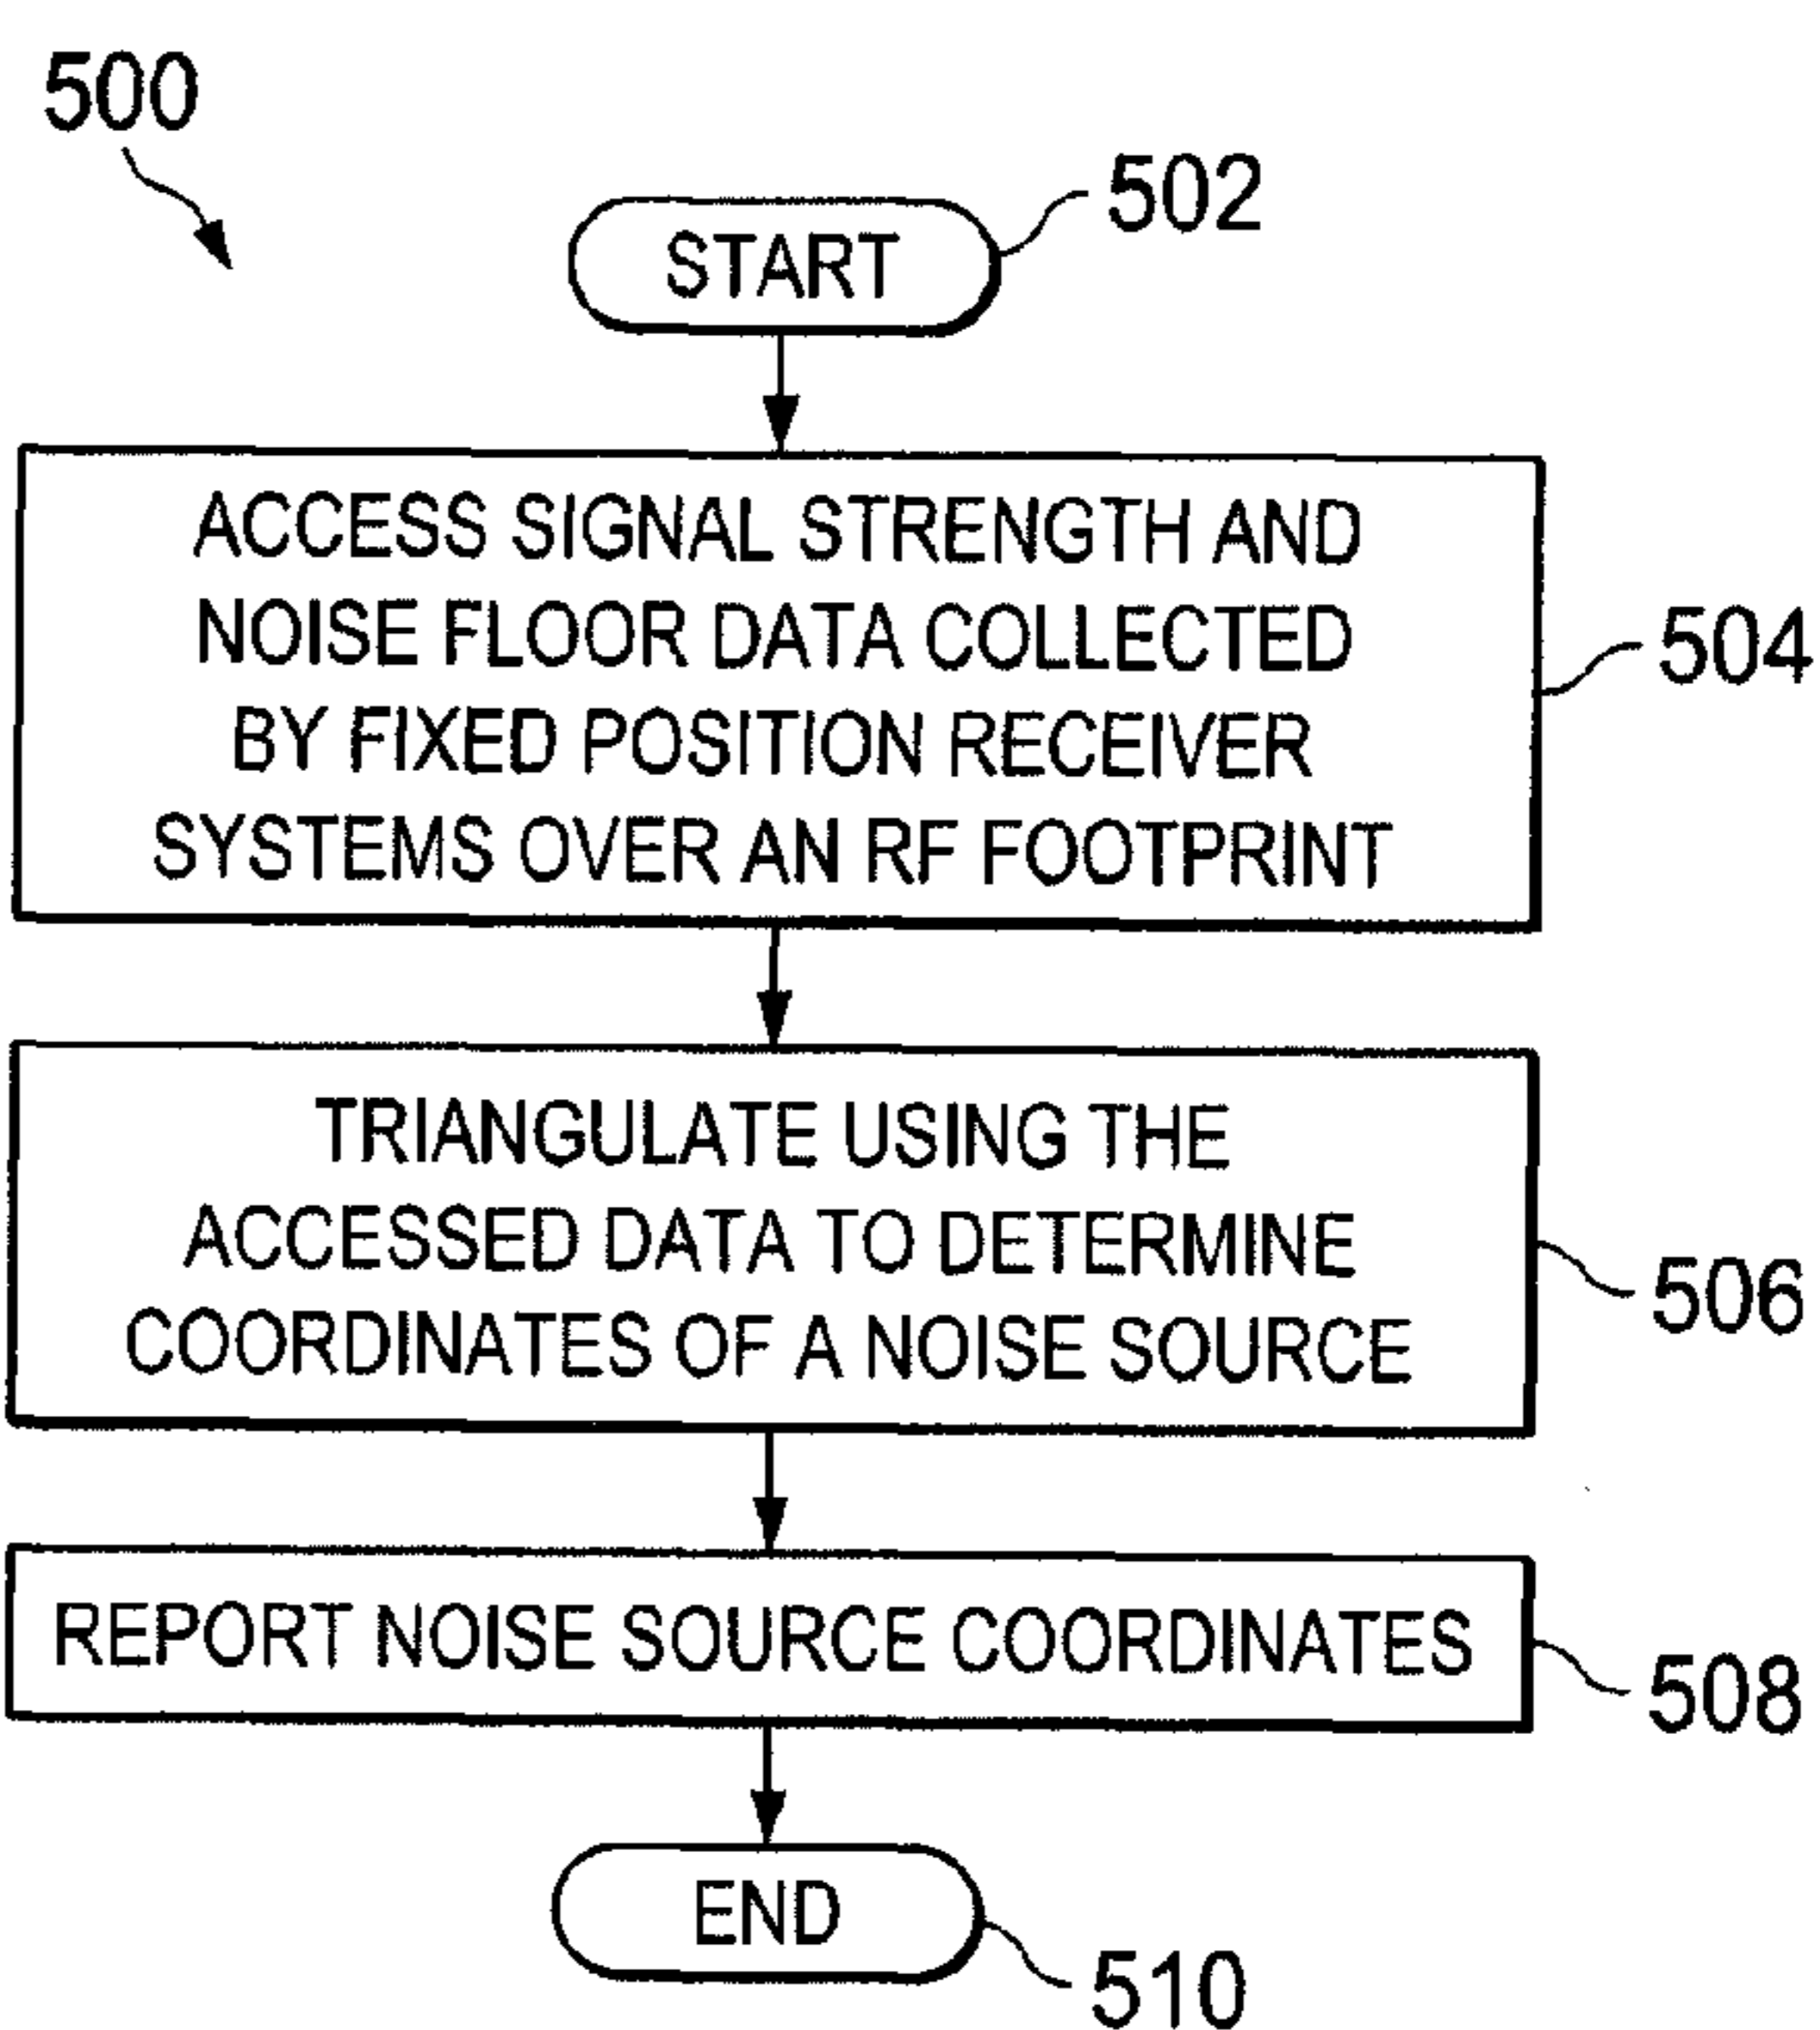 500
502
START
ACCESS SIGNAL STRENGTH AND
NOISE FLOOR DATA COLLECTED
BY FIXED POSITION RECEIVER
SYSTEMS OVER AN RF FOOTPRINT
504
TRIANGULATE USING THE
ACCESSED DATA TO DETERMINE
COORDINATES OF A NOISE SOURCE
506
REPORT NOISE SOURCE COORDINATES
508
END
510